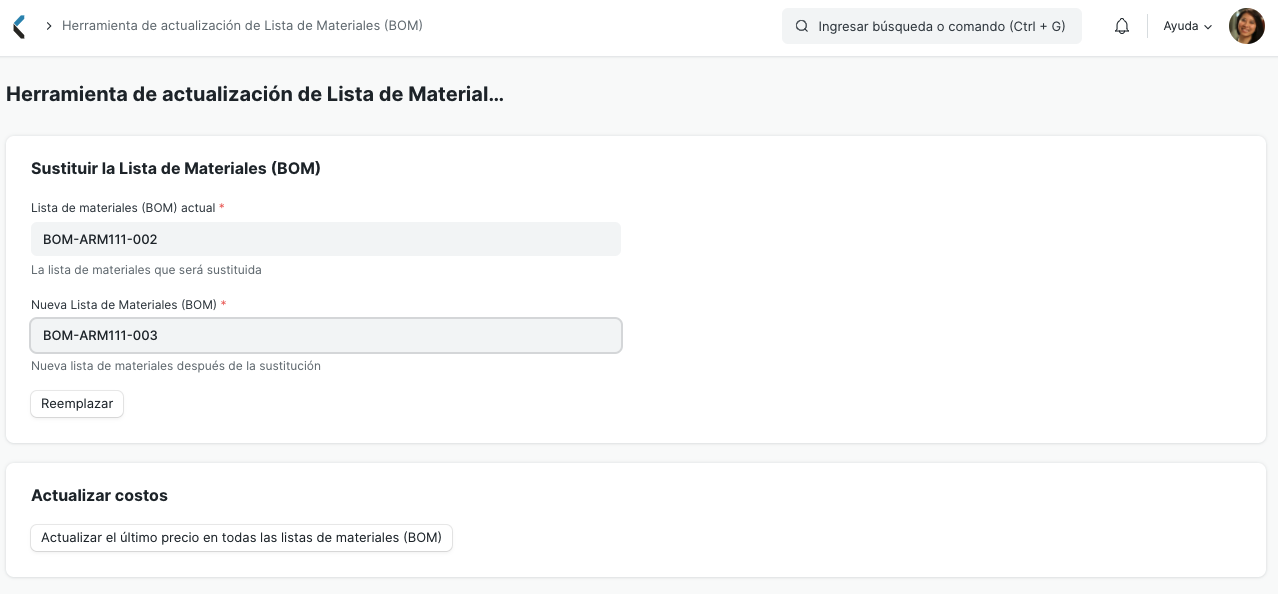 Herramienta de actualización de Lista de Materiales (BOM)
Ingresar búsqueda o comando (Ctrl + G)
Ayuda
Herramienta de actualización de Lista de Material...
Sustituir la Lista de Materiales (BOM)
Lista de materiales (BOM) actual *
BOM-ARM111-002
La lista de materiales que será sustituida
Nueva Lista de Materiales (BOM) *
BOM-ARM111-003
Nueva lista de materiales después de la sustitución
Reemplazar
Actualizar costos
Actualizar el último precio en todas las listas de materiales (BOM)